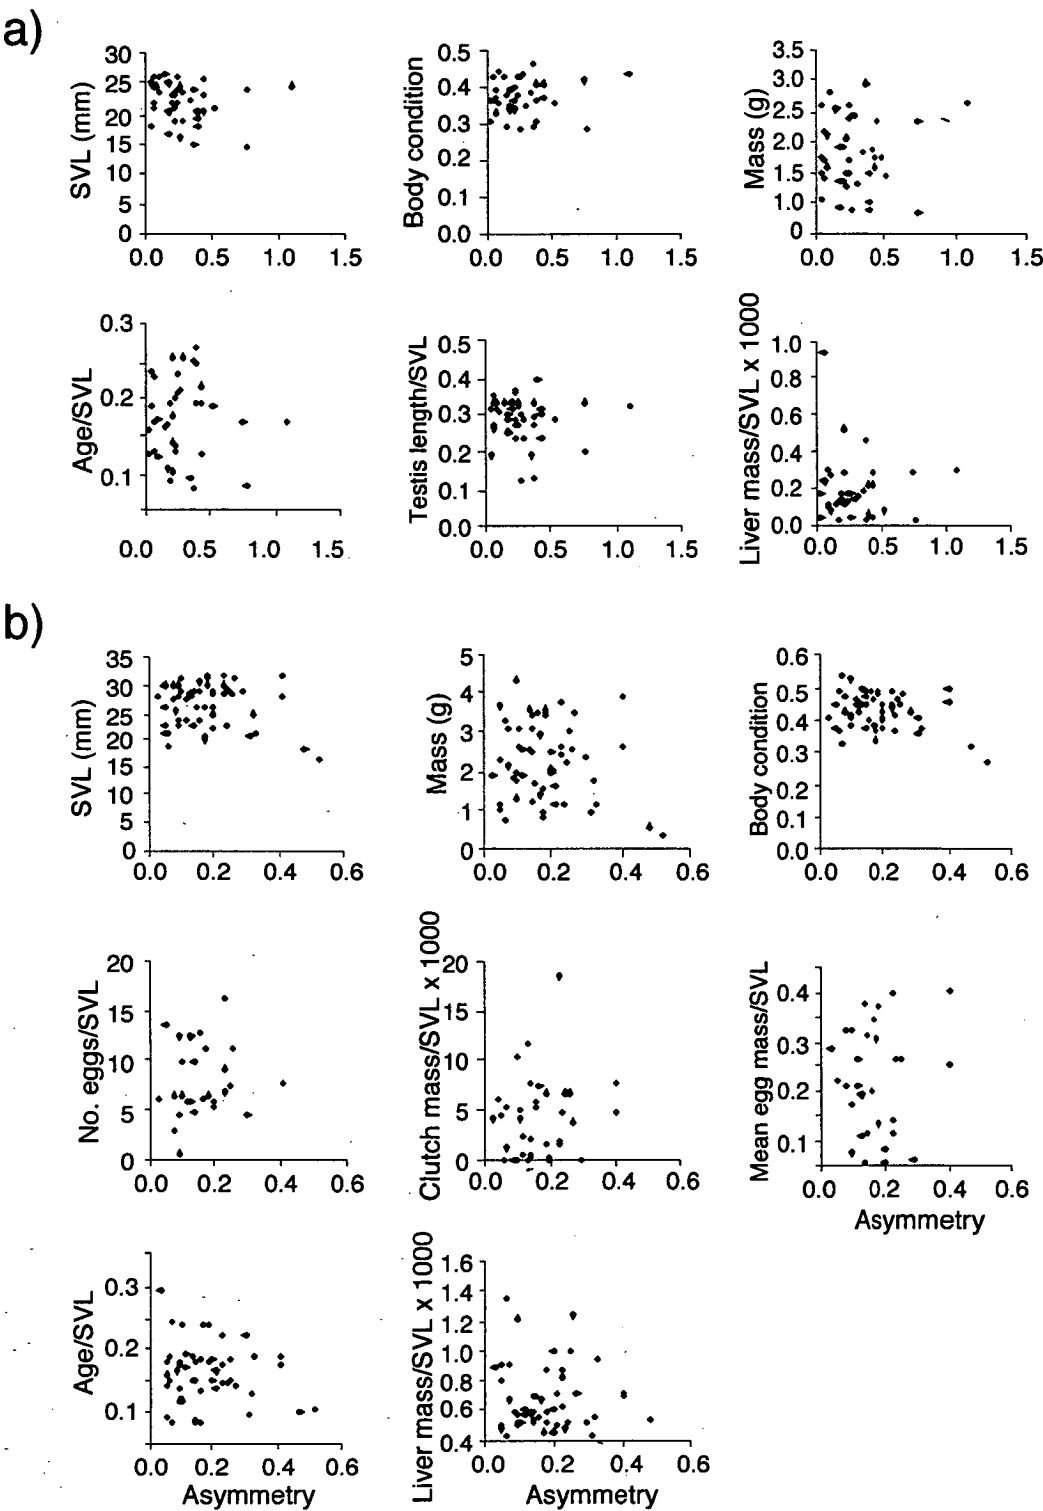 a)
SVL (mm)
30
25
20
15
10
5
0
0.0 0.5 1.0 1.5
Body condition
0.5
0.4
0.3
0.2
0.1
0.0
0.0 0.5 1.0 1.5
Mass (g)
3.5
3.0
2.5
2.0
1.5
1.0
0
0.0 0.5 1.0 1.5
Age/SVL
0.3
0.2
0.1
0.0 0.5 1.0 1.5
Testis length/SVL
0.5
0.4
0.3
0.2
0.1
0.0
0.0 0.5 1.0 1.5
Liver mass/SVL x 1000
1.0
0.8
0.6
0.4
0.2
0.0
0.0 0.5 1.0 1.5
b)
SVL (mm)
35
30
25
20
15
10
5
0
0.0 0.2 0.4 0.6
Mass (g)
5
4
3
2
1
0
0.0 0.2 0.4 0.6
Body condition
0.6
0.5
0.4
0.3
0.2
0.1
0.0
0.0 0.2 0.4 0.6
No. eggs/SVL
20
15
10
5
0
0.0 0.2 0.4 0.6
Clutch mass/SVL x 1000
20
15
10
5
0
0.0 0.2 0.4 0.6
Mean egg mass/SVL
0.4
0.3
0.2
0.1
0.0 0.2 0.4 0.6
Asymmetry
Age/SVL
0.3
0.2
0.1
0.0 0.2 0.4 0.6
Asymmetry
Liver mass/SVL x 1000
1.6
1.4
1.2
1.0
0.8
0.6
0.4
0.0 0.2 0.4 0.6
Asymmetry